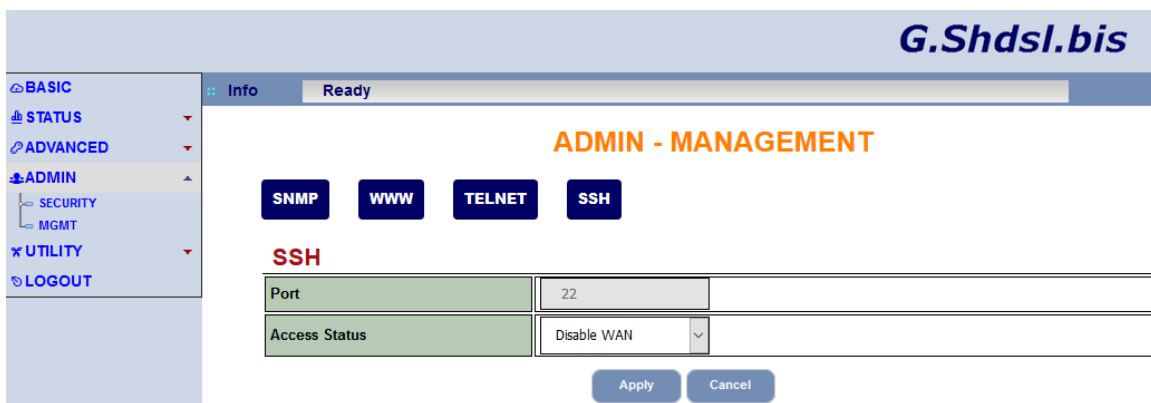 G.Shdsl.bis
BASIC
STATUS
ADVANCED
ADMIN
SECURITY
MGMT
UTILITY
LOGOUT
Info Ready
ADMIN - MANAGEMENT
SNMP WWW TELNET SSH
SSH
Port 22
Access Status Disable WAN
Apply Cancel